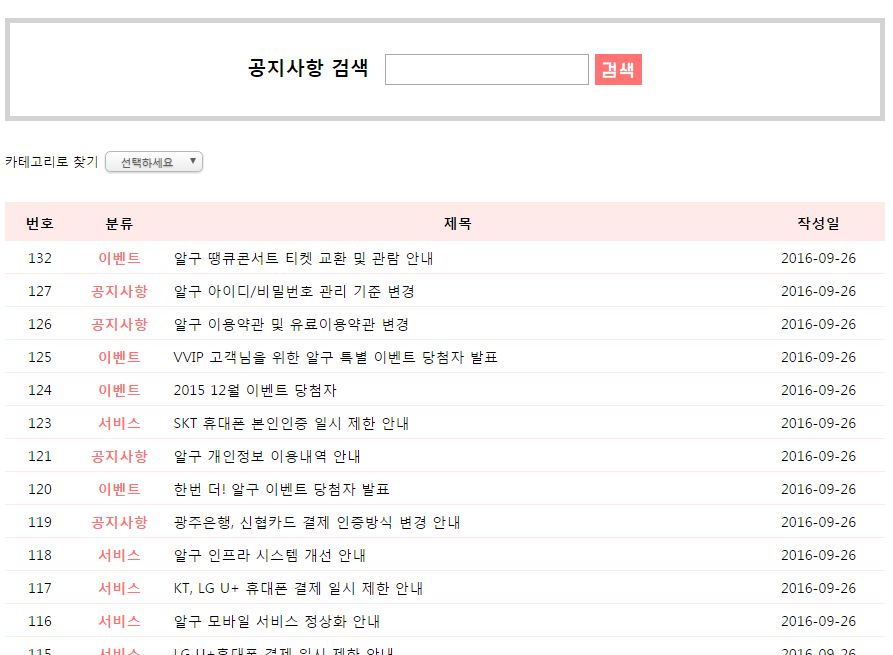 공지사항 검색 검색
카테고리로 찾기 선택하세요 ▼
번호 분류 제목 작성일
132 이벤트 알구 땡큐콘서트 티켓 교환 및 관람 안내 2016-09-26
127 공지사항 알구 아이디/비밀번호 관리 기준 변경 2016-09-26
126 공지사항 알구 이용약관 및 유료이용약관 변경 2016-09-26
125 이벤트 VVIP 고객님을 위한 알구 특별 이벤트 당첨자 발표 2016-09-26
124 이벤트 2015 12월 이벤트 당첨자 2016-09-26
123 서비스 SKT 휴대폰 본인인증 일시 제한 안내 2016-09-26
121 공지사항 알구 개인정보 이용내역 안내 2016-09-26
120 이벤트 한번 더! 알구 이벤트 당첨자 발표 2016-09-26
119 공지사항 광주은행, 신협카드 결제 인증방식 변경 안내 2016-09-26
118 서비스 알구 인프라 시스템 개선 안내 2016-09-26
117 서비스 KT, LG U+ 휴대폰 결제 일시 제한 안내 2016-09-26
116 서비스 알구 모바일 서비스 정상화 안내 2016-09-26
115 서비스 LG U+휴대폰 결제 일시 제한 안내 2016-09-26